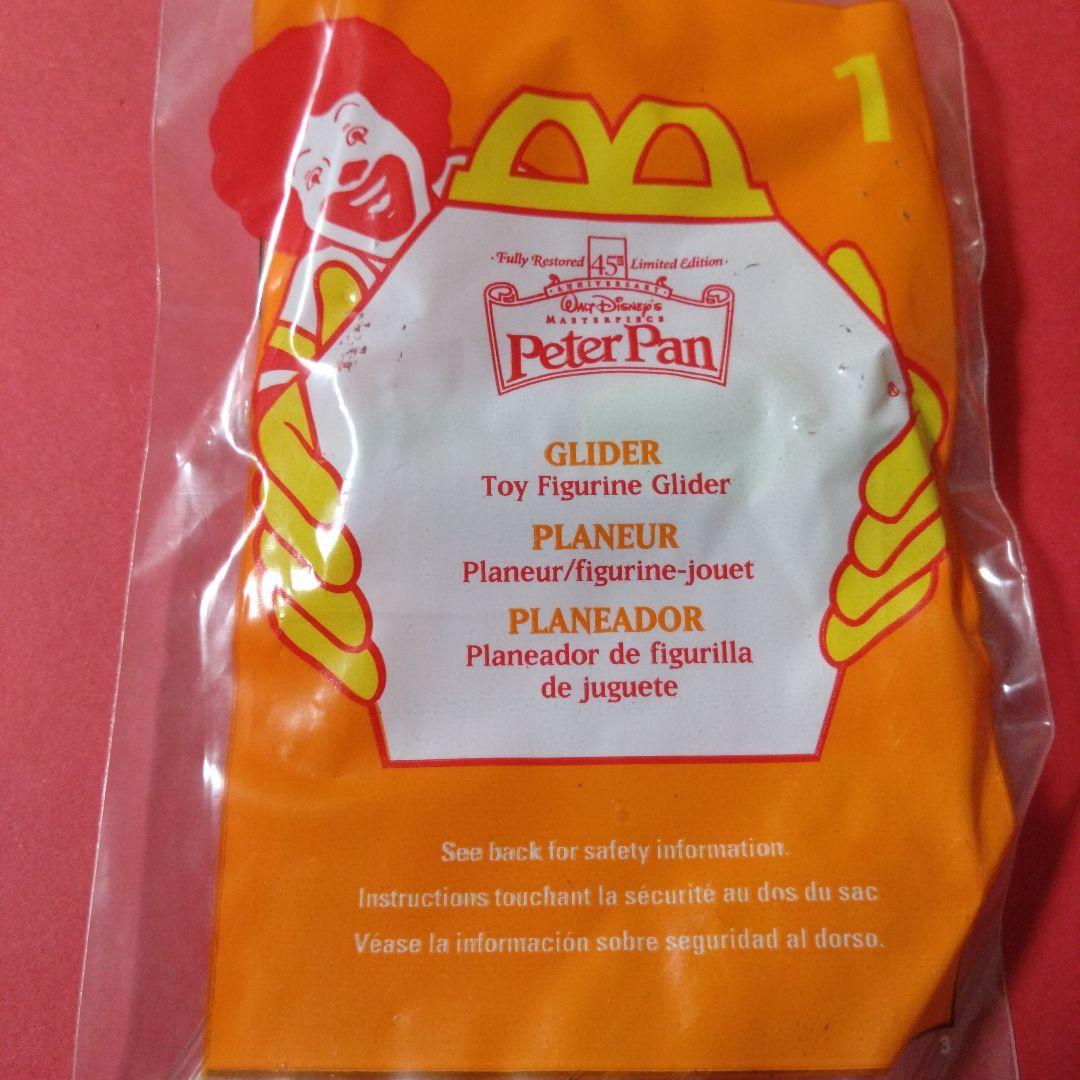 1
·Fully Restored 45TH Limited Edition·
·ANNIVERSARY·
Walt Disney's
MASTERPIECE
Peter Pan
®
GLIDER
Toy Figurine Glider
PLANEUR
Planeur/figurine-jouet
PLANEADOR
Planeador de figurilla
de juguete
See back for safety information.
Instructions touchant la sécurité au dos du sac
Véase la información sobre seguridad al dorso.
3